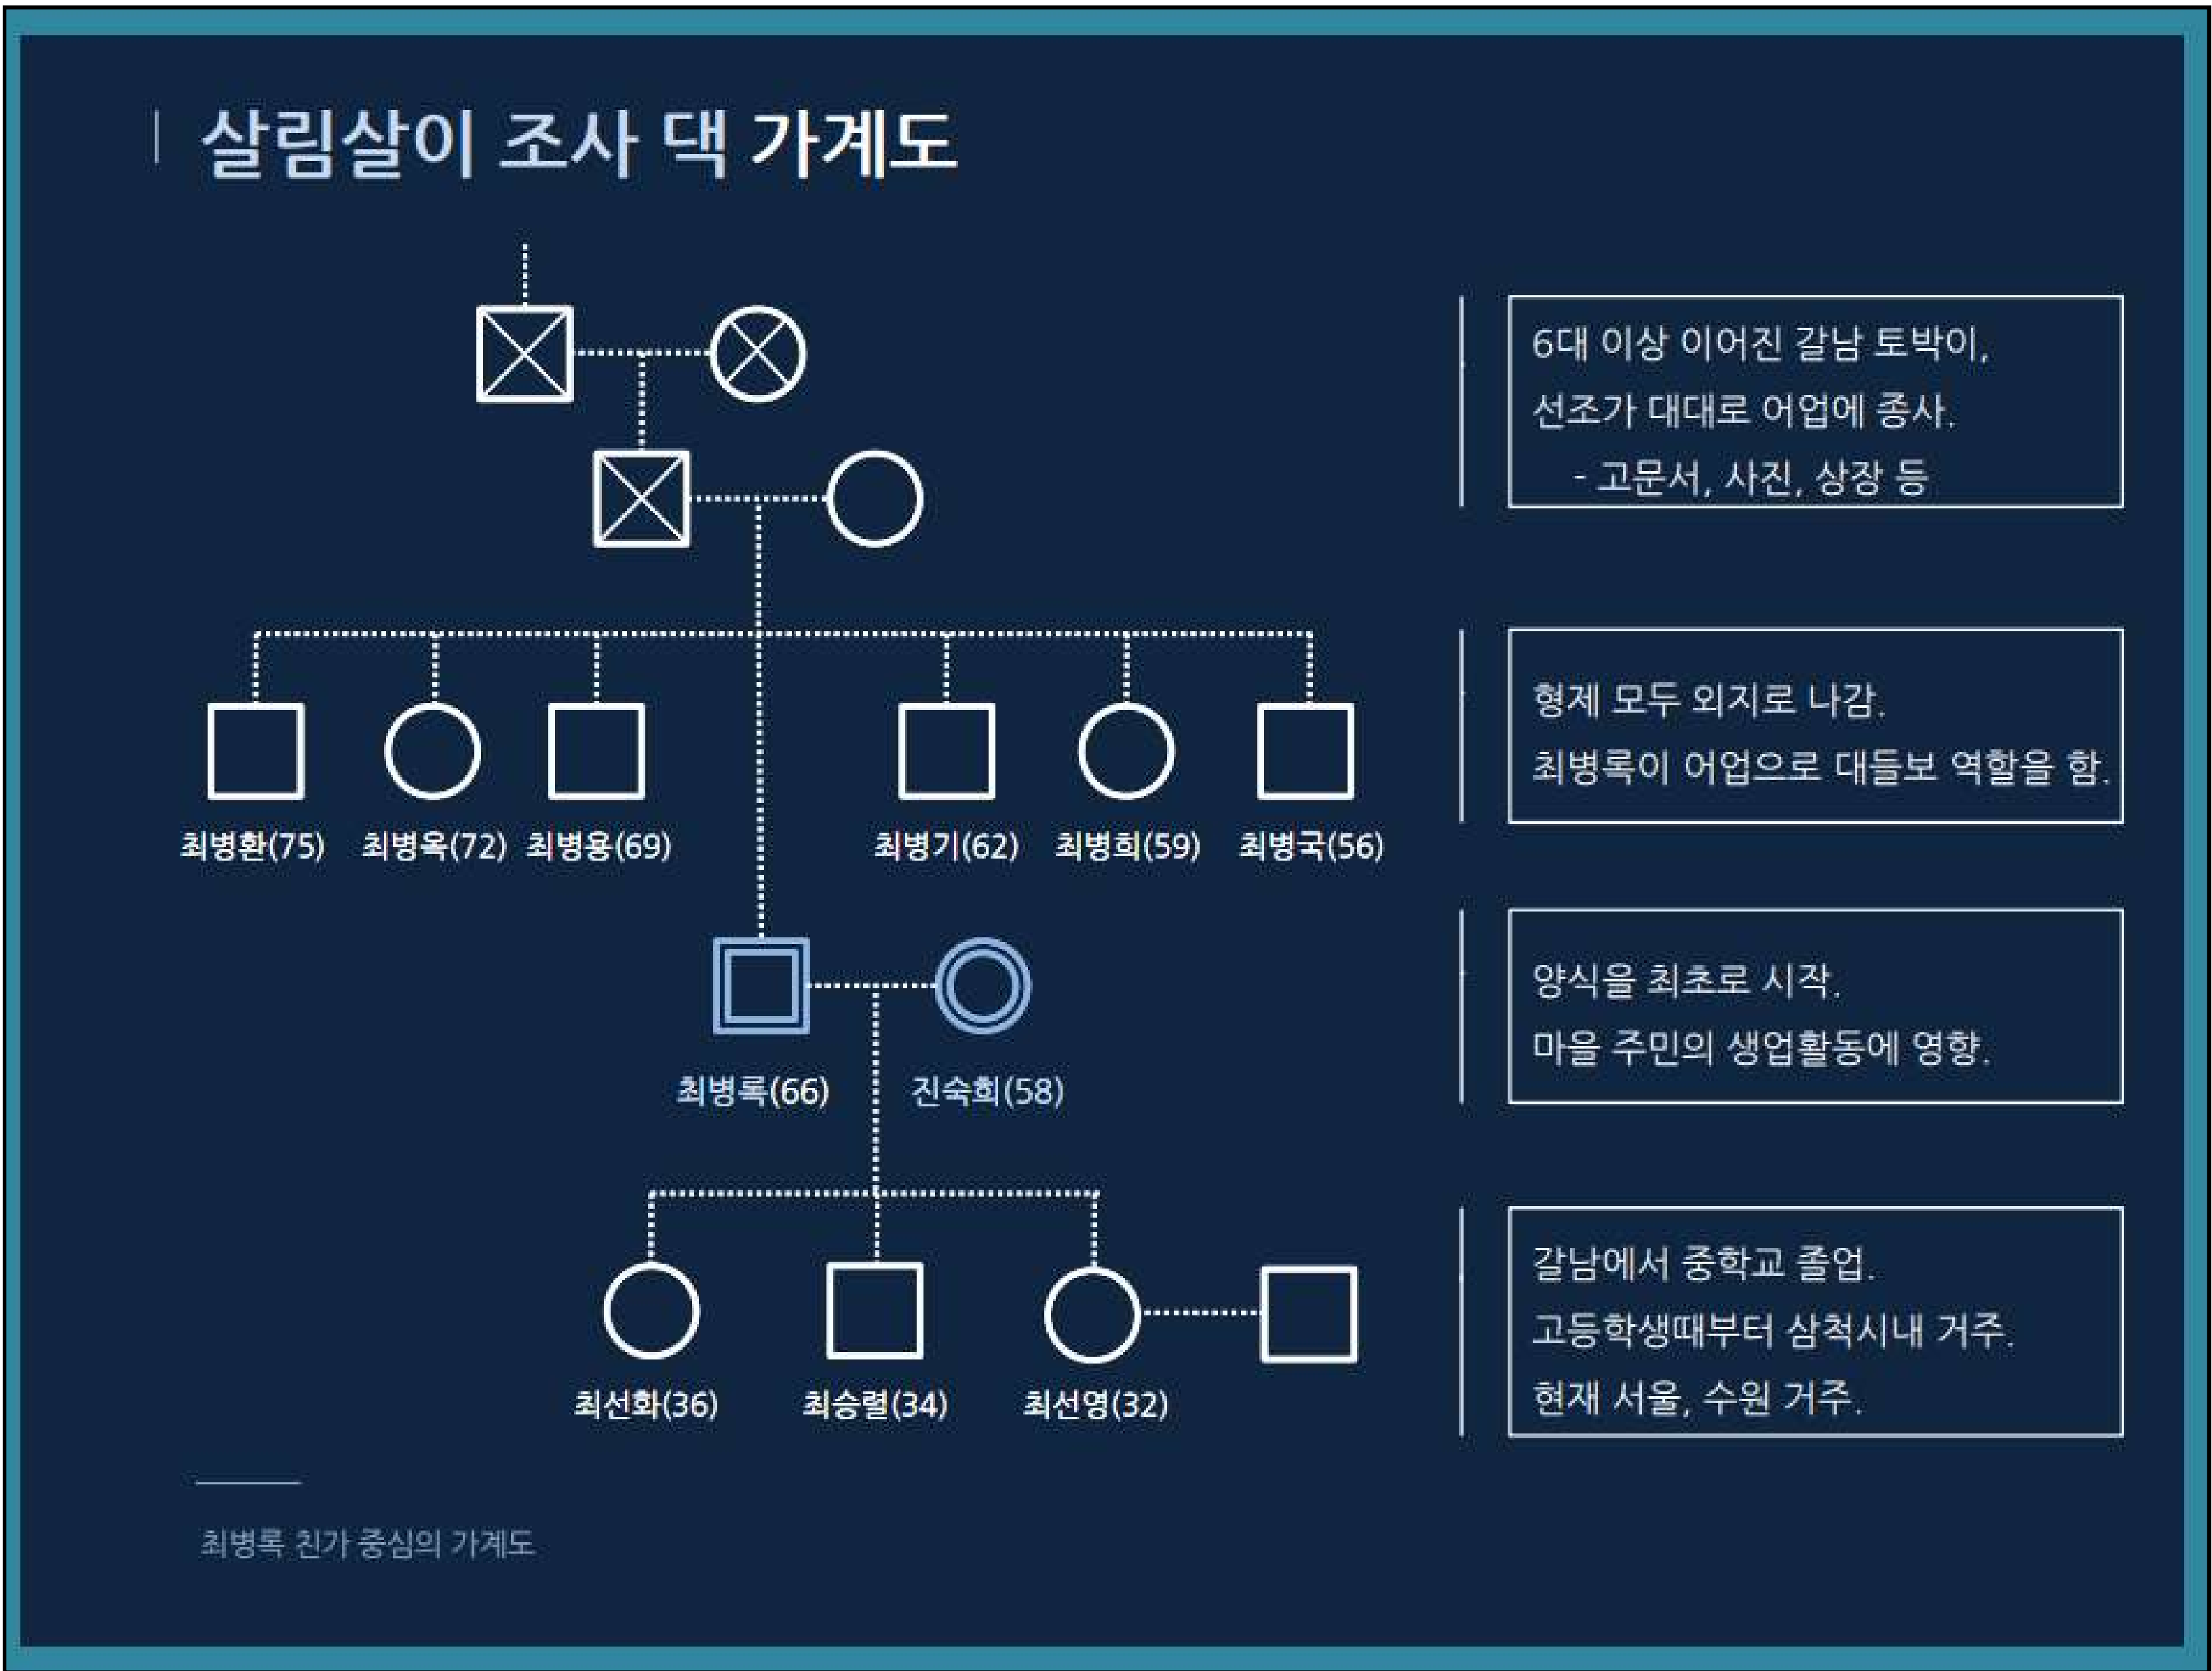 살림살이 조사 댁 가계도
6대 이상 이어진 갈남 토박이,
선조가 대대로 어업에 종사.
- 고문서, 사진, 상장 등
형제 모두 외지로 나감.
최병록이 어업으로 대들보 역할을 함.
최병환(75) 최병옥(72) 최병용(69) 최병기(62) 최병희(59) 최병국(56)
양식을 최초로 시작.
마을 주민의 생업활동에 영향.
최병록(66) 진숙희(58)
갈남에서 중학교 졸업.
고등학생때부터 삼척시내 거주.
현재 서울, 수원 거주.
최선화(36) 최승렬(34) 최선영(32)
최병록 친가 중심의 가계도